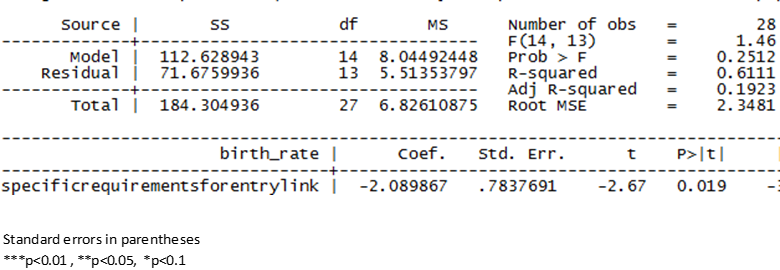 Source | SS df MS Number of obs = 28
-------------+---------------------------------- F(14, 13) = 1.46
Model | 112.628943 14 8.04492448 Prob > F = 0.2512
Residual | 71.6759936 13 5.51353797 R-squared = 0.6111
-------------+---------------------------------- Adj R-squared = 0.1923
Total | 184.304936 27 6.82610875 Root MSE = 2.3481
birth_rate | Coef. Std. Err. t P>|t|
specificrequirementsforentrylink | -2.089867 .7837691 -2.67 0.019
Standard errors in parentheses
***p<0.01 , **p<0.05, *p<0.1